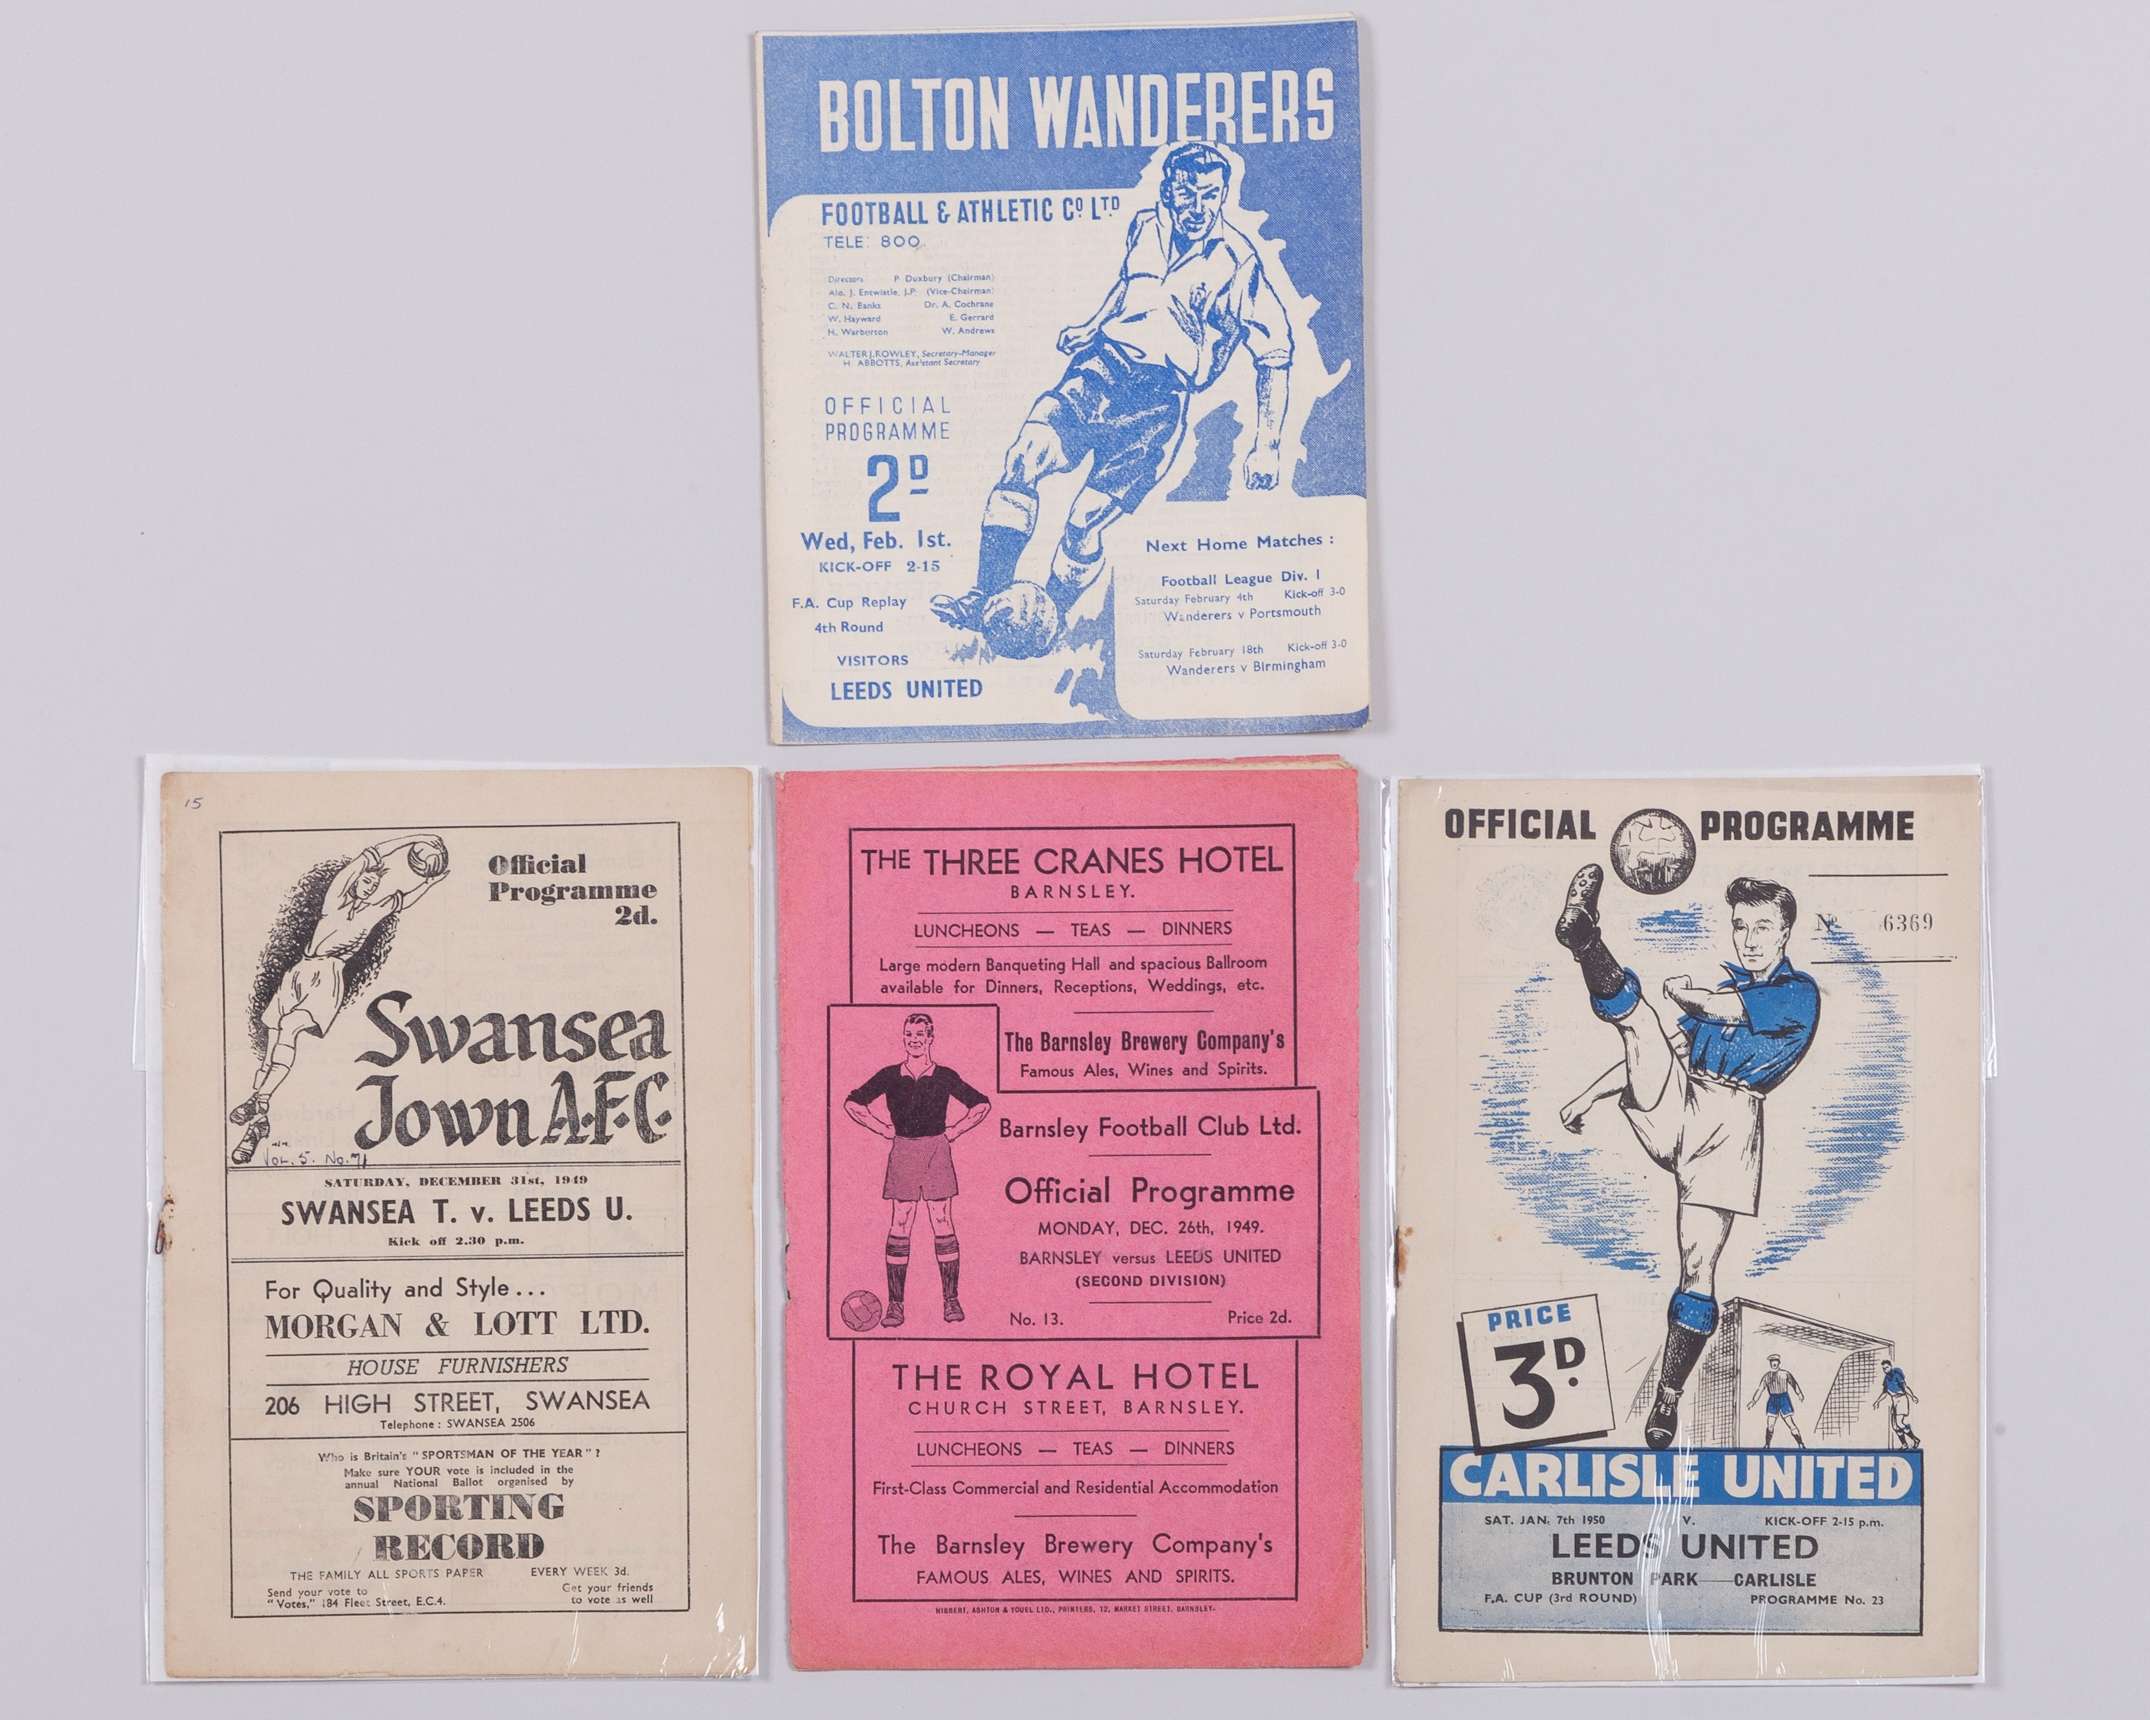 BOLTON WANDERERS
FOOTBALL & ATHLETIC Cº LTD
TELE: 800
Directors P Duxbury (Chairman)
Ald. J. Entwistle, J.P. (Vice-Chairman)
C. N. Banks Dr. A. Cochrane
W. Hayward E. Gerrard
H. Warburton W. Andrews
WALTER J. ROWLEY, Secretary-Manager
H. ABBOTTS, Assistant Secretary
OFFICIAL
PROGRAMME
2D
Wed, Feb. 1st.
KICK-OFF 2-15
F.A. Cup Replay
4th Round
VISITORS
LEEDS UNITED
Next Home Matches :
Football League Div. 1
Saturday February 4th Kick-off 3-0
Wanderers v Portsmouth
Saturday February 18th Kick-off 3-0
Wanderers v Birmingham
15
Official
Programme
2d.
Swansea
Town A.F.C.
VOL. 5. No. 71
SATURDAY, DECEMBER 31st, 1949
SWANSEA T. v. LEEDS U.
Kick off 2.30 p.m.
For Quality and Style...
MORGAN & LOTT LTD.
HOUSE FURNISHERS
206 HIGH STREET, SWANSEA
Telephone : SWANSEA 2506
Who is Britain's "SPORTSMAN OF THE YEAR"?
Make sure YOUR vote is included in the
annual National Ballot organised by
SPORTING
RECORD
THE FAMILY ALL SPORTS PAPER EVERY WEEK 3d.
Send your vote to Get your friends
"Votes," 184 Fleet Street, E.C.4. to vote as well
THE THREE CRANES HOTEL
BARNSLEY.
LUNCHEONS — TEAS — DINNERS
Large modern Banqueting Hall and spacious Ballroom
available for Dinners, Receptions, Weddings, etc.
The Barnsley Brewery Company's
Famous Ales, Wines and Spirits.
Barnsley Football Club Ltd.
Official Programme
MONDAY, DEC. 26th, 1949.
BARNSLEY versus LEEDS UNITED
(SECOND DIVISION)
No. 13. Price 2d.
THE ROYAL HOTEL
CHURCH STREET, BARNSLEY.
LUNCHEONS — TEAS — DINNERS
First-Class Commercial and Residential Accommodation
The Barnsley Brewery Company's
FAMOUS ALES, WINES AND SPIRITS.
HIBBERT, ASHTON & YOUEL LTD., PRINTERS, 12, MARKET STREET, BARNSLEY.
OFFICIAL PROGRAMME
Nº 6369
PRICE
3D.
CARLISLE UNITED
SAT. JAN. 7th 1950 V. KICK-OFF 2-15 p.m.
LEEDS UNITED
BRUNTON PARK—CARLISLE
F.A. CUP (3rd ROUND) PROGRAMME No. 23